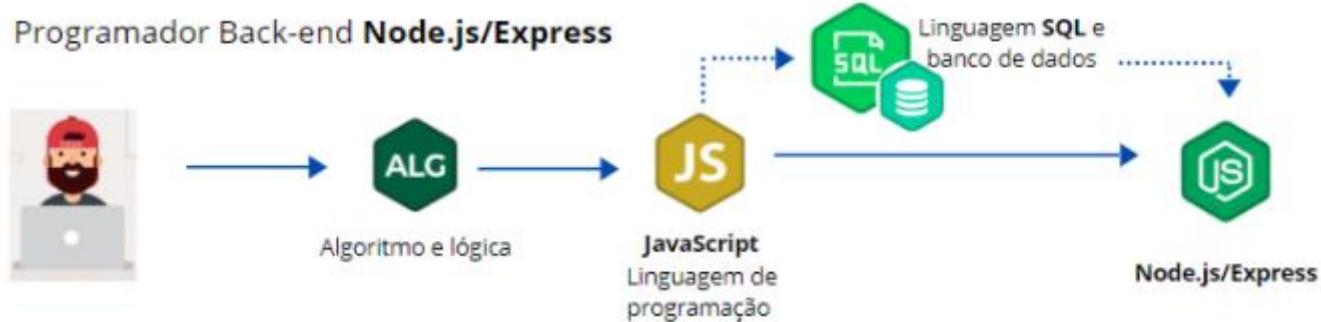 Programador Back-end Node.js/Express
Linguagem SQL e
banco de dados
SQL
ALG
JS
JS
Algoritmo e lógica
JavaScript
Linguagem de
programação
Node.js/Express